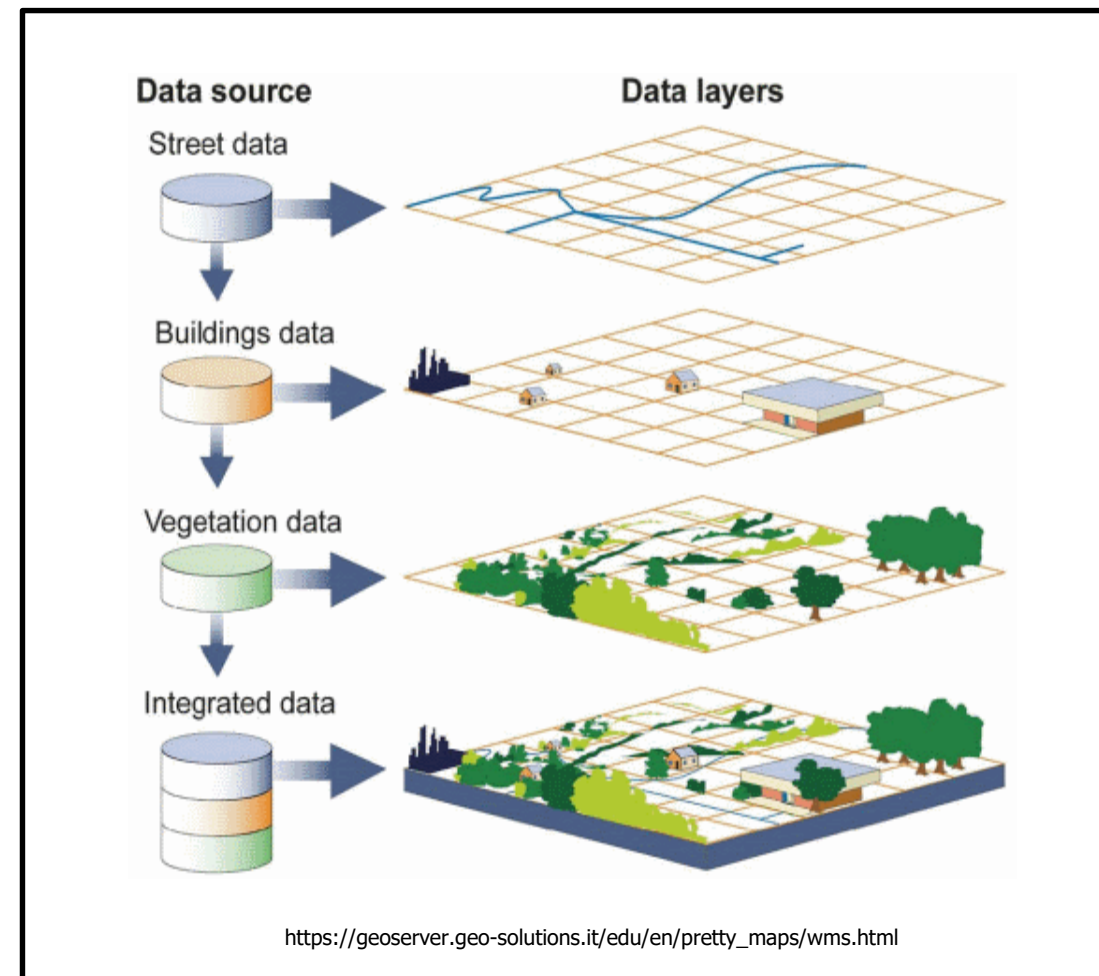 Data source
Data layers
Street data
Buildings data
Vegetation data
Integrated data
https://geoserver.geo-solutions.it/edu/en/pretty_maps/wms.html